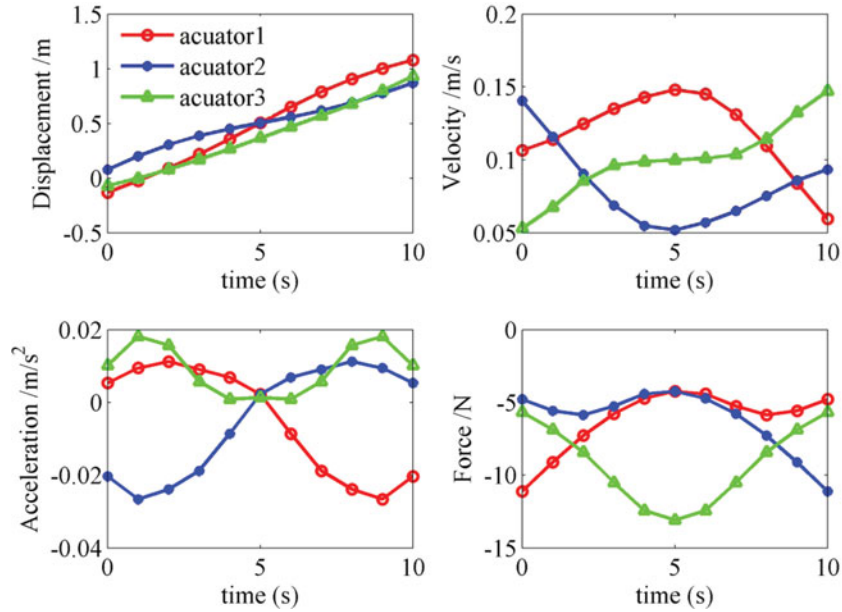 1.5
1
0.5
0
-0.5
Displacement /m
acuator1
acuator2
acuator3
0
5
10
time (s)
0.2
0.15
0.1
0.05
Velocity /m/s
0
5
10
time (s)
0.02
0
-0.02
-0.04
Acceleration /m/s²
0
5
10
time (s)
0
-5
-10
-15
Force /N
0
5
10
time (s)